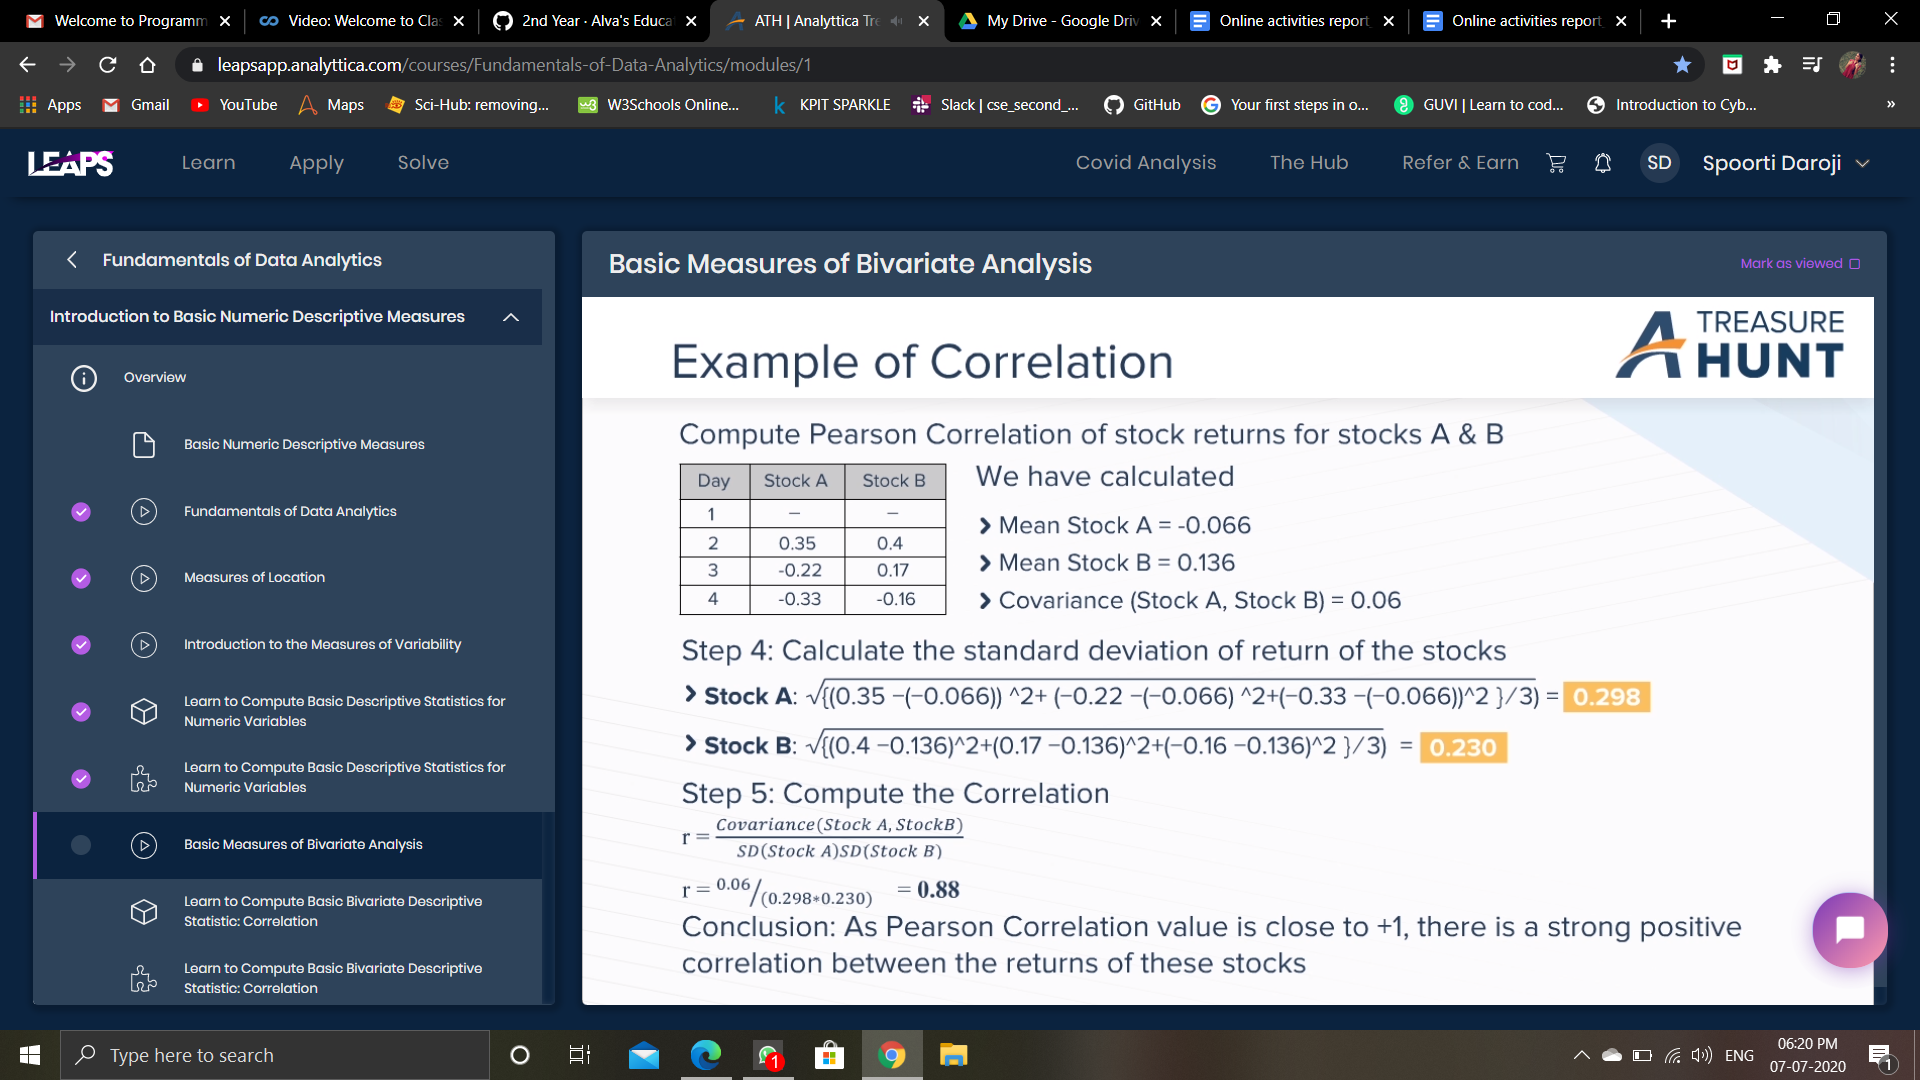 Welcome to Programm
Video: Welcome to Clas
2nd Year · Alva's Educat
ATH | Analyttica Tre
My Drive - Google Driv
Online activities report
Online activities report
leapsapp.analyttica.com/courses/Fundamentals-of-Data-Analytics/modules/1
Apps
Gmail
YouTube
Maps
Sci-Hub: removing...
W3Schools Online...
KPIT SPARKLE
Slack | cse_second_...
GitHub
Your first steps in o...
GUVI | Learn to cod...
Introduction to Cyb...
»
LEAPS
Learn
Apply
Solve
Covid Analysis
The Hub
Refer & Earn
SD
Spoorti Daroji
Fundamentals of Data Analytics
Introduction to Basic Numeric Descriptive Measures
Overview
Basic Numeric Descriptive Measures
Fundamentals of Data Analytics
Measures of Location
Introduction to the Measures of Variability
Learn to Compute Basic Descriptive Statistics for
Numeric Variables
Learn to Compute Basic Descriptive Statistics for
Numeric Variables
Basic Measures of Bivariate Analysis
Learn to Compute Basic Bivariate Descriptive
Statistic: Correlation
Learn to Compute Basic Bivariate Descriptive
Statistic: Correlation
Basic Measures of Bivariate Analysis
Mark as viewed
Example of Correlation
TREASURE
HUNT
Compute Pearson Correlation of stock returns for stocks A & B
Day Stock A Stock B
1 – –
2 0.35 0.4
3 -0.22 0.17
4 -0.33 -0.16
We have calculated
Mean Stock A = -0.066
Mean Stock B = 0.136
Covariance (Stock A, Stock B) = 0.06
Step 4: Calculate the standard deviation of return of the stocks
Stock A: √{(0.35 −(−0.066)) ^2+ (−0.22 −(−0.066) ^2+(−0.33 −(−0.066))^2 }/3) = 0.298
Stock B: √{(0.4 −0.136)^2+(0.17 −0.136)^2+(−0.16 −0.136)^2 }/3) = 0.230
Step 5: Compute the Correlation
r = Covariance(Stock A, StockB)
SD(Stock A)SD(Stock B)
r = 0.06/(0.298*0.230) = 0.88
Conclusion: As Pearson Correlation value is close to +1, there is a strong positive
correlation between the returns of these stocks
Type here to search
1
ENG
06:20 PM
07-07-2020
1